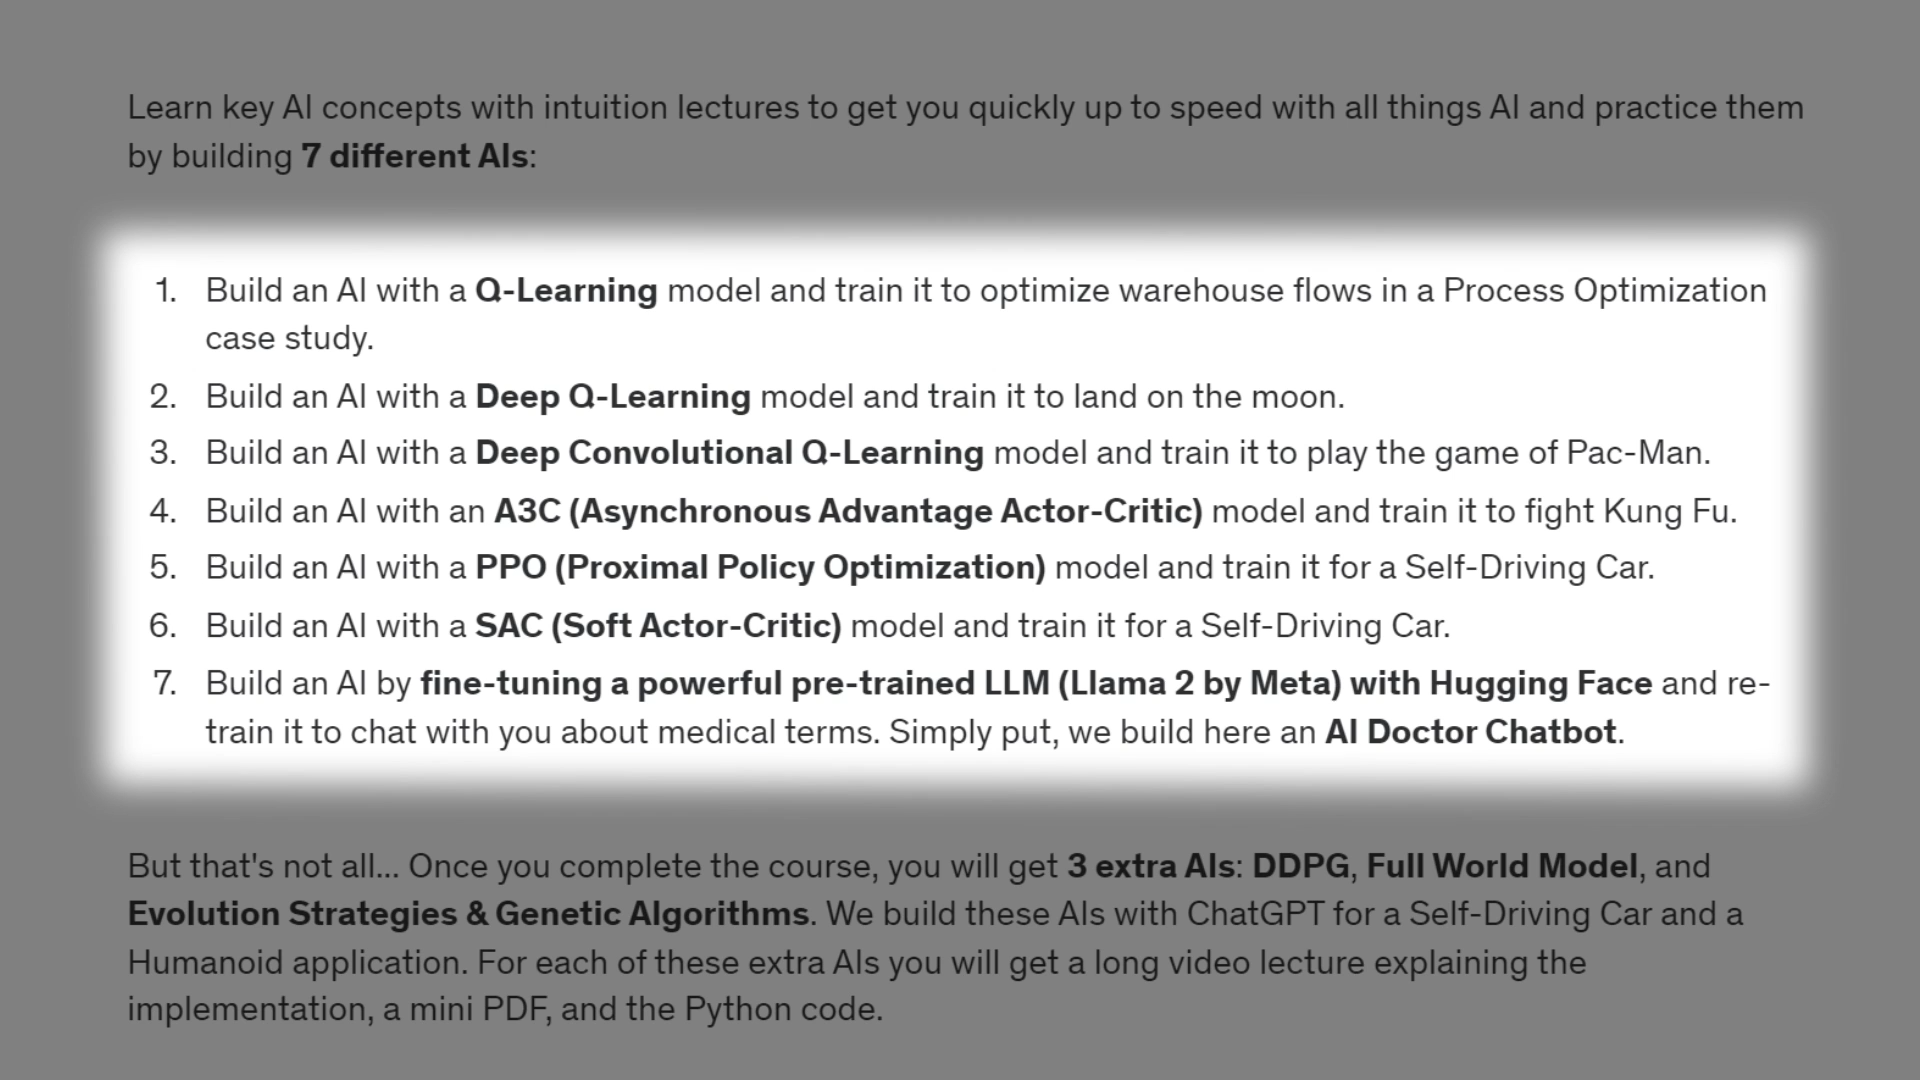 Learn key AI concepts with intuition lectures to get you quickly up to speed with all things AI and practice them
by building 7 different AIs:
1. Build an AI with a Q-Learning model and train it to optimize warehouse flows in a Process Optimization
case study.
2. Build an AI with a Deep Q-Learning model and train it to land on the moon.
3. Build an AI with a Deep Convolutional Q-Learning model and train it to play the game of Pac-Man.
4. Build an AI with an A3C (Asynchronous Advantage Actor-Critic) model and train it to fight Kung Fu.
5. Build an AI with a PPO (Proximal Policy Optimization) model and train it for a Self-Driving Car.
6. Build an AI with a SAC (Soft Actor-Critic) model and train it for a Self-Driving Car.
7. Build an AI by fine-tuning a powerful pre-trained LLM (Llama 2 by Meta) with Hugging Face and re-
train it to chat with you about medical terms. Simply put, we build here an AI Doctor Chatbot.
But that's not all... Once you complete the course, you will get 3 extra AIs: DDPG, Full World Model, and
Evolution Strategies & Genetic Algorithms. We build these AIs with ChatGPT for a Self-Driving Car and a
Humanoid application. For each of these extra AIs you will get a long video lecture explaining the
implementation, a mini PDF, and the Python code.